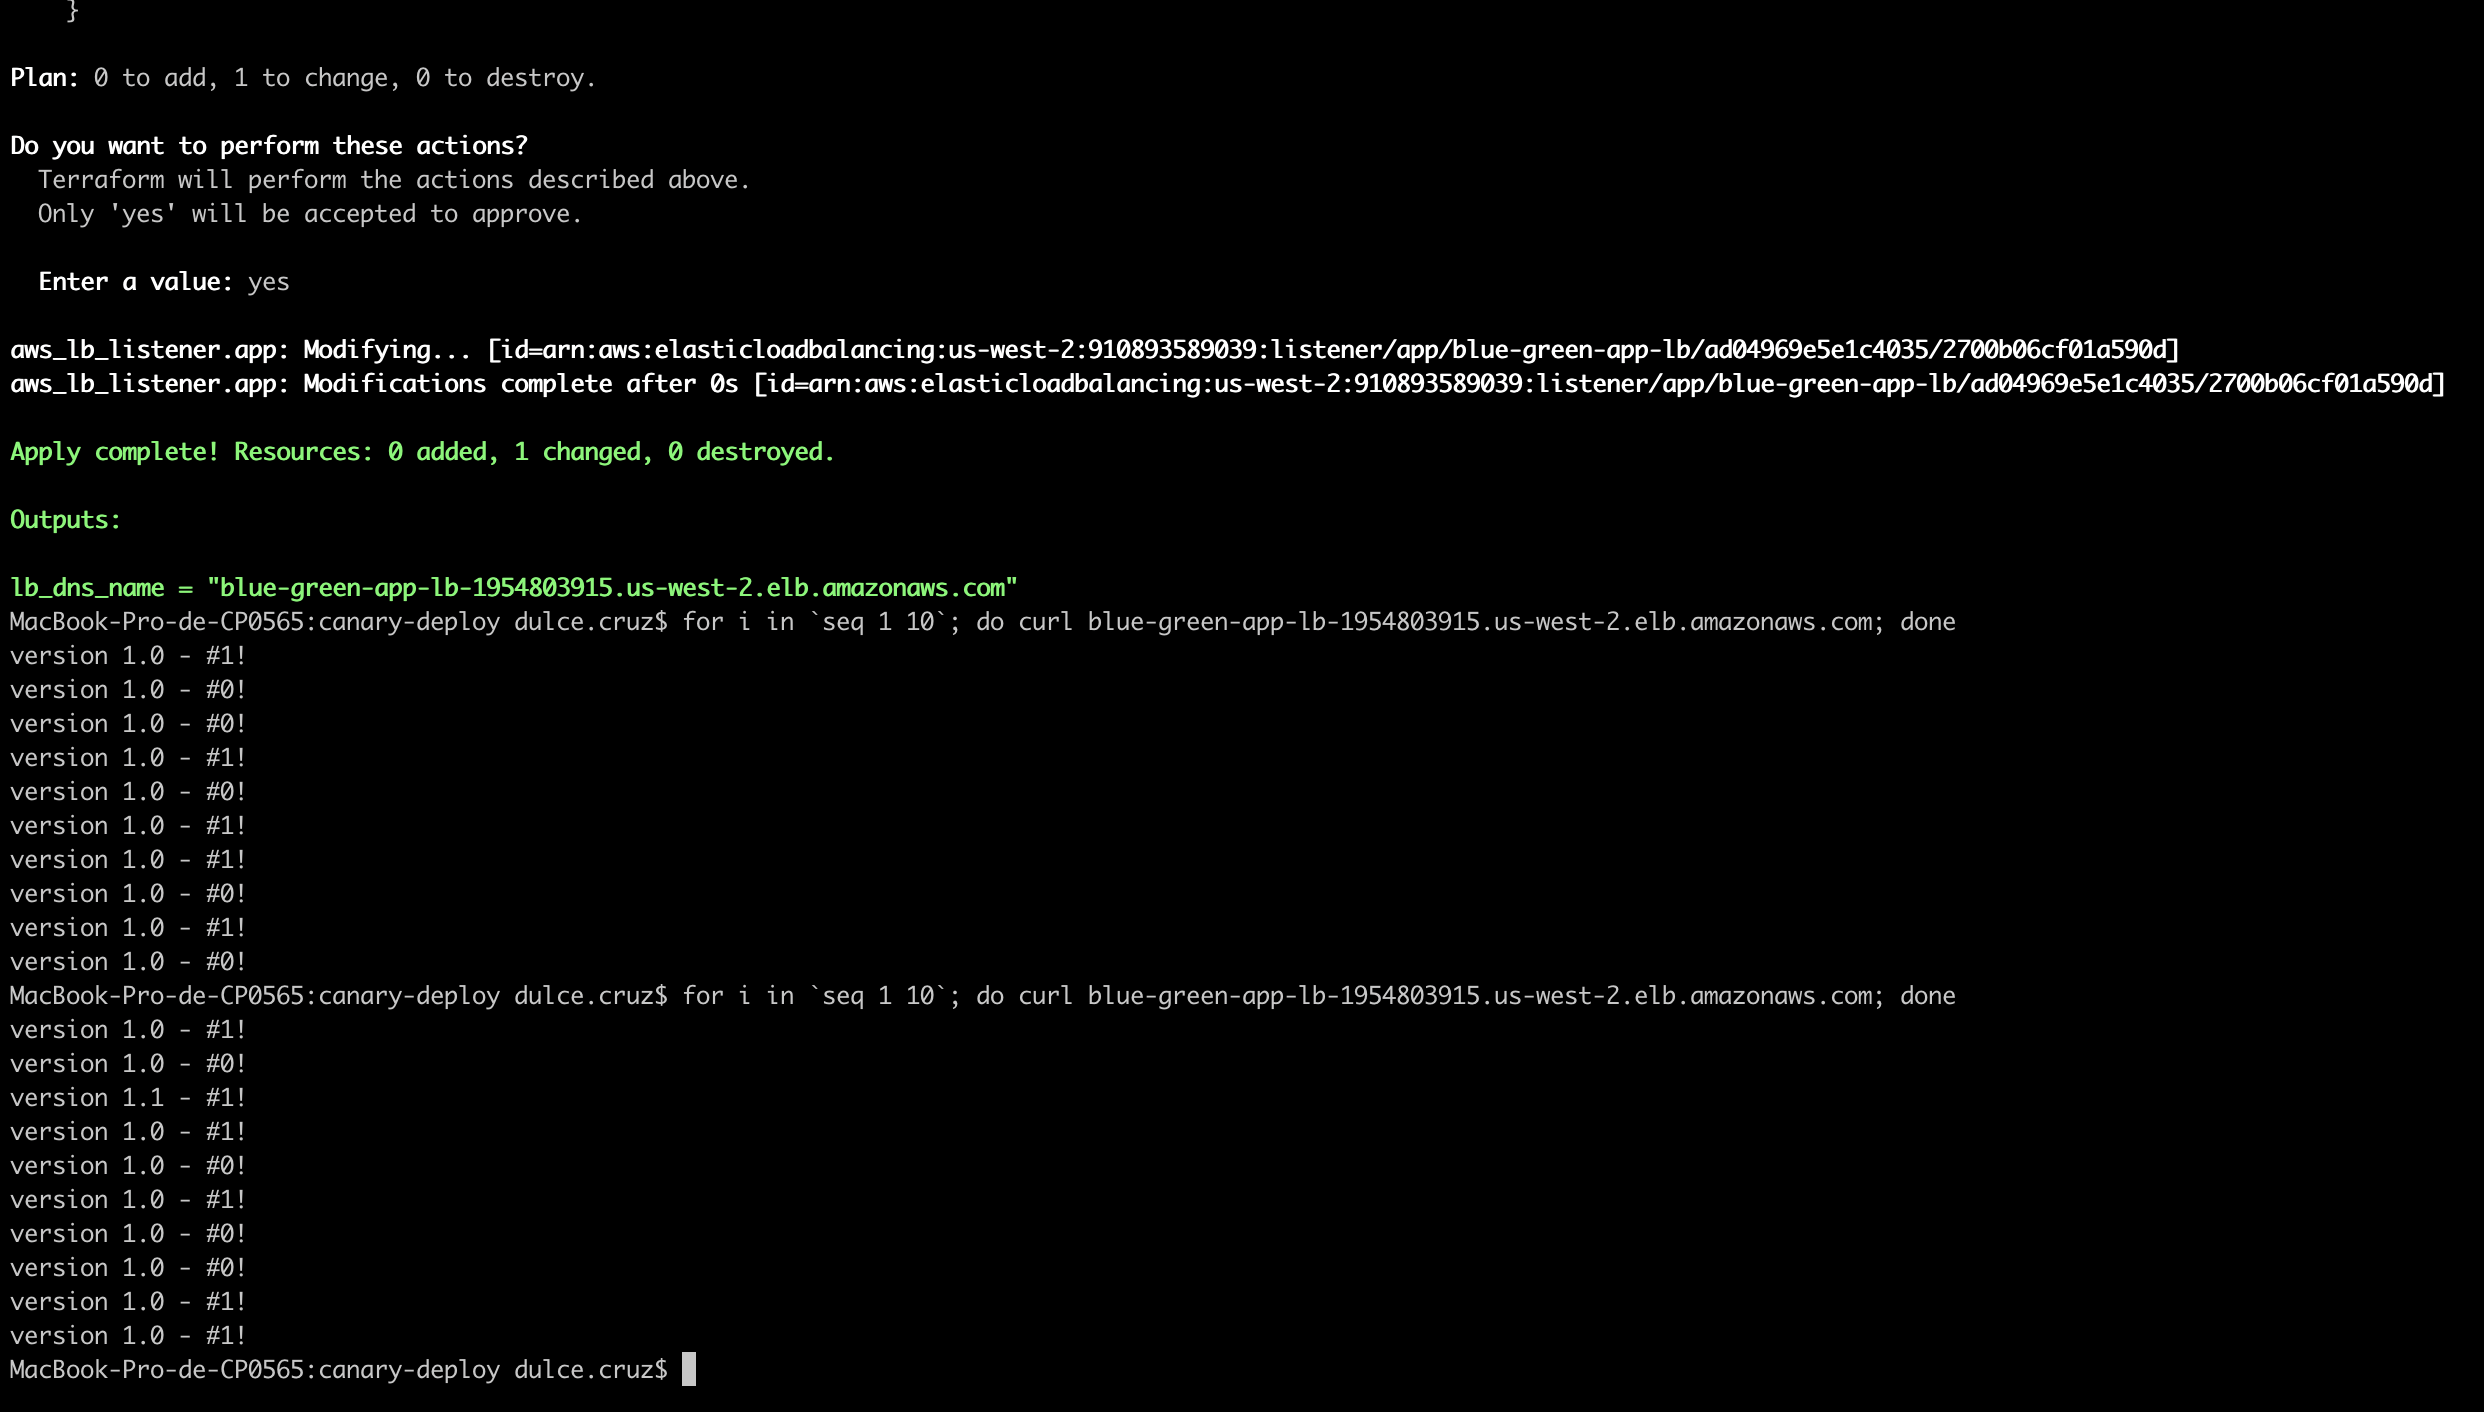 }

Plan: 0 to add, 1 to change, 0 to destroy.

Do you want to perform these actions?
  Terraform will perform the actions described above.
  Only 'yes' will be accepted to approve.

  Enter a value: yes

aws_lb_listener.app: Modifying... [id=arn:aws:elasticloadbalancing:us-west-2:910893589039:listener/app/blue-green-app-lb/ad04969e5e1c4035/2700b06cf01a590d]
aws_lb_listener.app: Modifications complete after 0s [id=arn:aws:elasticloadbalancing:us-west-2:910893589039:listener/app/blue-green-app-lb/ad04969e5e1c4035/2700b06cf01a590d]

Apply complete! Resources: 0 added, 1 changed, 0 destroyed.

Outputs:

lb_dns_name = "blue-green-app-lb-1954803915.us-west-2.elb.amazonaws.com"
MacBook-Pro-de-CP0565:canary-deploy dulce.cruz$ for i in `seq 1 10`; do curl blue-green-app-lb-1954803915.us-west-2.elb.amazonaws.com; done
version 1.0 - #1!
version 1.0 - #0!
version 1.0 - #0!
version 1.0 - #1!
version 1.0 - #0!
version 1.0 - #1!
version 1.0 - #1!
version 1.0 - #0!
version 1.0 - #1!
version 1.0 - #0!
MacBook-Pro-de-CP0565:canary-deploy dulce.cruz$ for i in `seq 1 10`; do curl blue-green-app-lb-1954803915.us-west-2.elb.amazonaws.com; done
version 1.0 - #1!
version 1.0 - #0!
version 1.1 - #1!
version 1.0 - #1!
version 1.0 - #0!
version 1.0 - #1!
version 1.0 - #0!
version 1.0 - #0!
version 1.0 - #1!
version 1.0 - #1!
MacBook-Pro-de-CP0565:canary-deploy dulce.cruz$